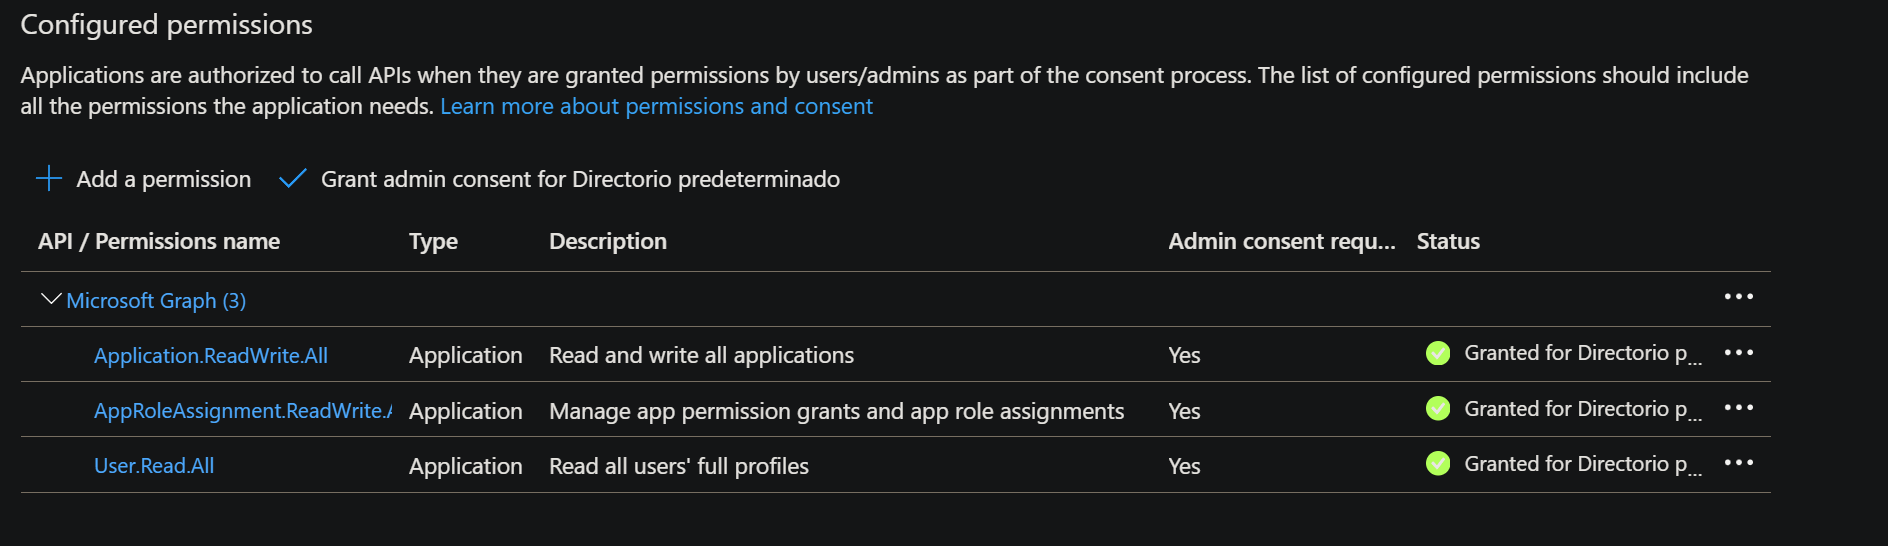 Configured permissions
Applications are authorized to call APIs when they are granted permissions by users/admins as part of the consent process. The list of configured permissions should include
all the permissions the application needs. Learn more about permissions and consent
Add a permission Grant admin consent for Directorio predeterminado
API / Permissions name Type Description Admin consent requ... Status
Microsoft Graph (3)
Application.ReadWrite.All Application Read and write all applications Yes Granted for Directorio p...
AppRoleAssignment.ReadWrite. Application Manage app permission grants and app role assignments Yes Granted for Directorio p...
User.Read.All Application Read all users' full profiles Yes Granted for Directorio p...